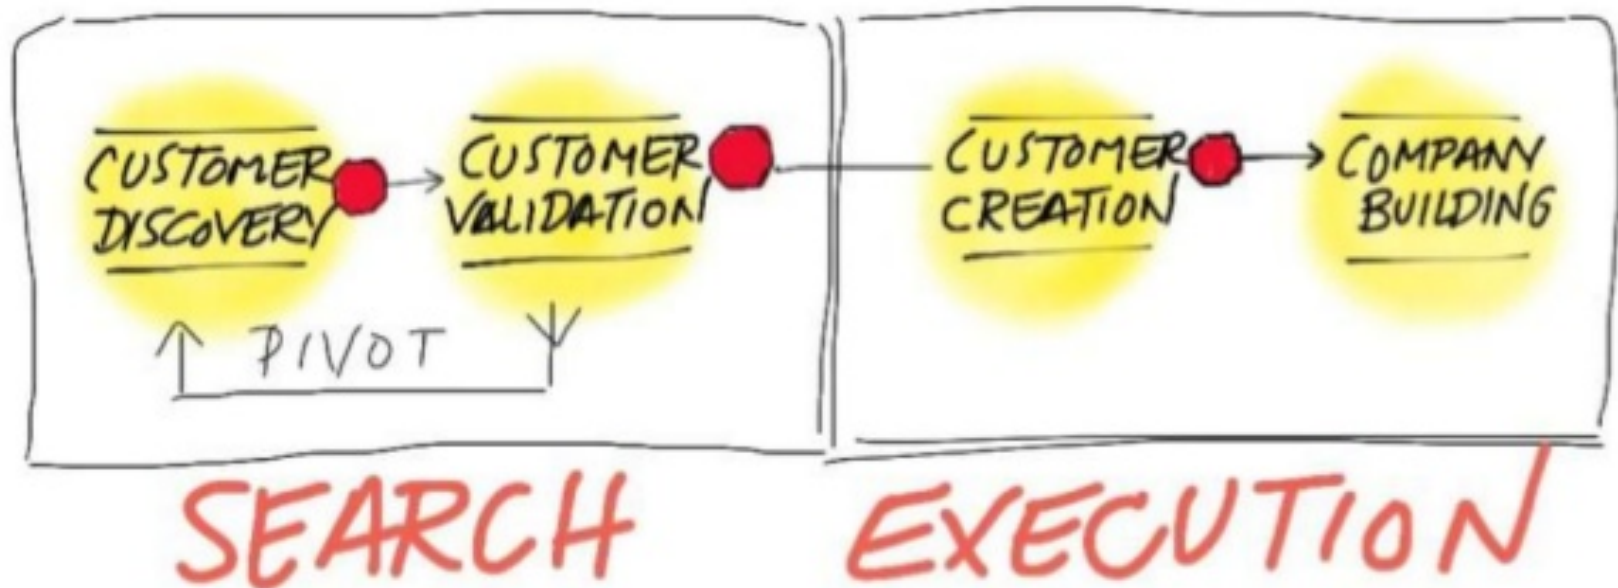 CUSTOMER
DISCOVERY
CUSTOMER
VALIDATION
PIVOT
CUSTOMER
CREATION
COMPANY
BUILDING
SEARCH
EXECUTION